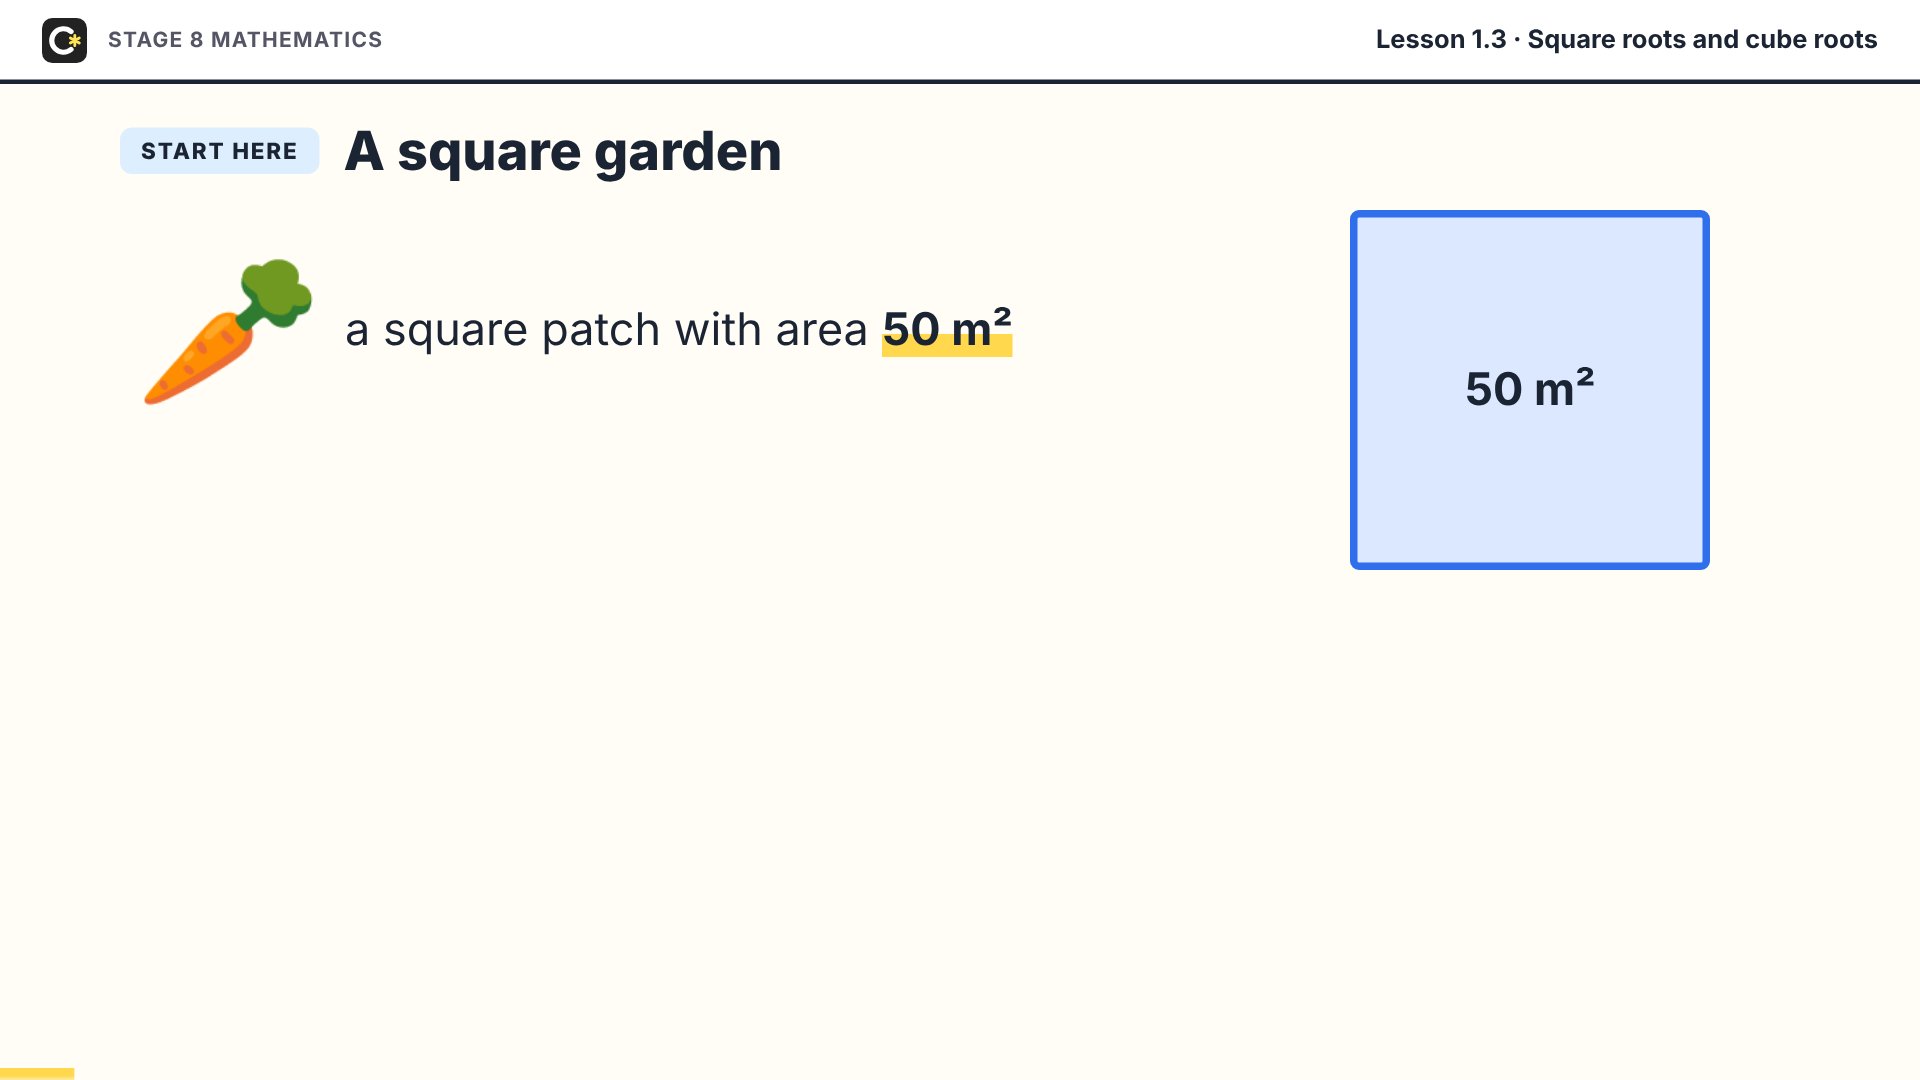 STAGE 8 MATHEMATICS
Lesson 1.3 · Square roots and cube roots
START HERE
A square garden
a square patch with area 50 m²
50 m²